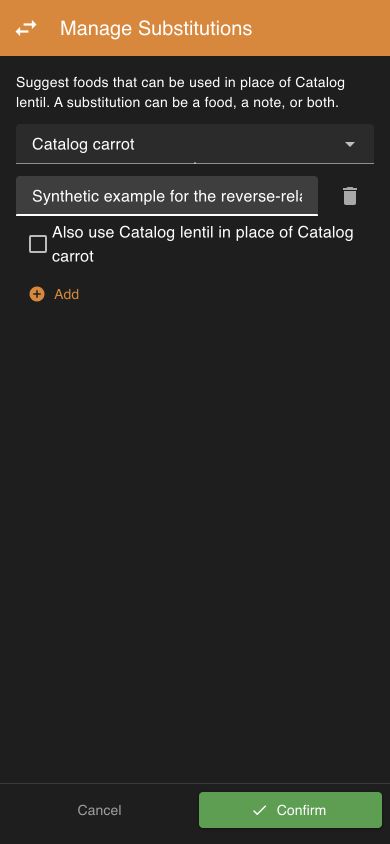 Manage Substitutions
Suggest foods that can be used in place of Catalog
lentil. A substitution can be a food, a note, or both.
Catalog carrot
Synthetic example for the reverse-rela
Also use Catalog lentil in place of Catalog
carrot
Add
Cancel
Confirm